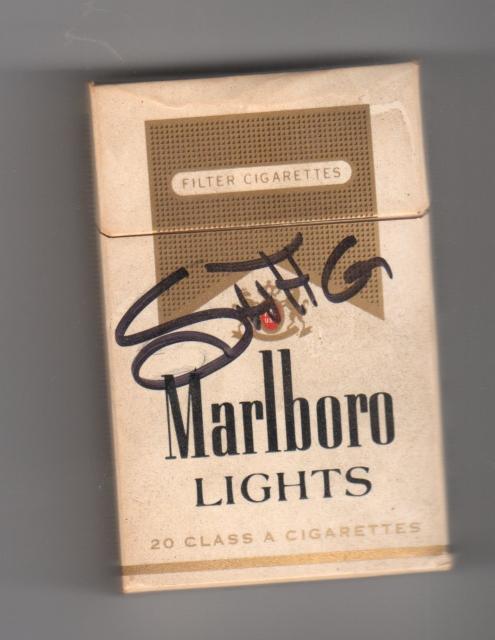 FILTER CIGARETTES
Marlboro
LIGHTS
20 CLASS A CIGARETTES